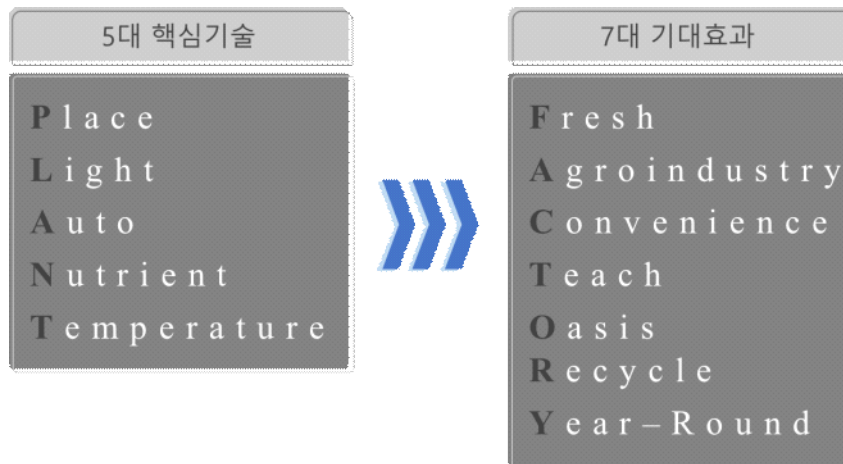 5대 핵심기술
Place
Light
Auto
Nutrient
Temperature
7대 기대효과
Fresh
Agroindustry
Convenience
Teach
Oasis
Recycle
Year–Round